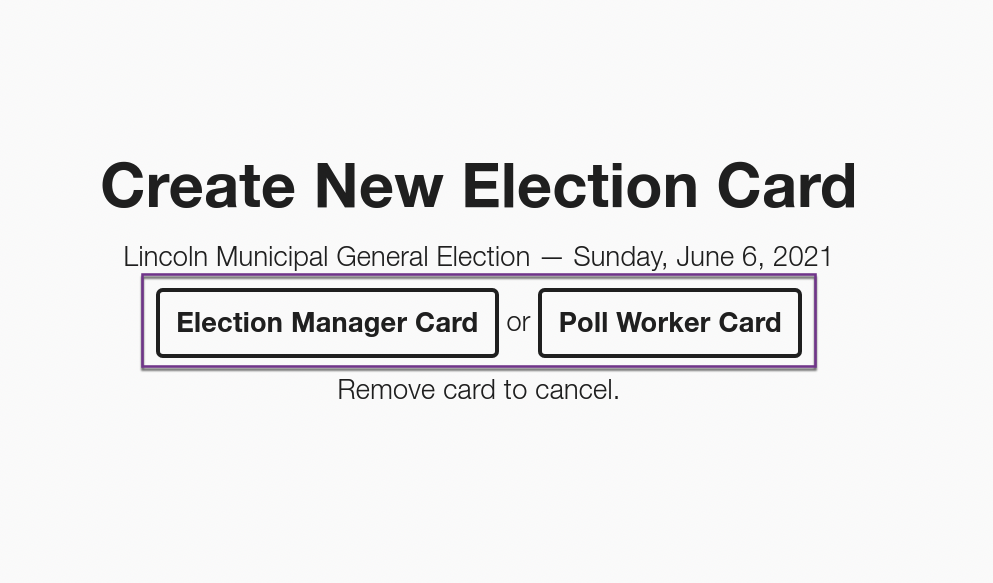 Create New Election Card
Lincoln Municipal General Election — Sunday, June 6, 2021
Election Manager Card or Poll Worker Card
Remove card to cancel.